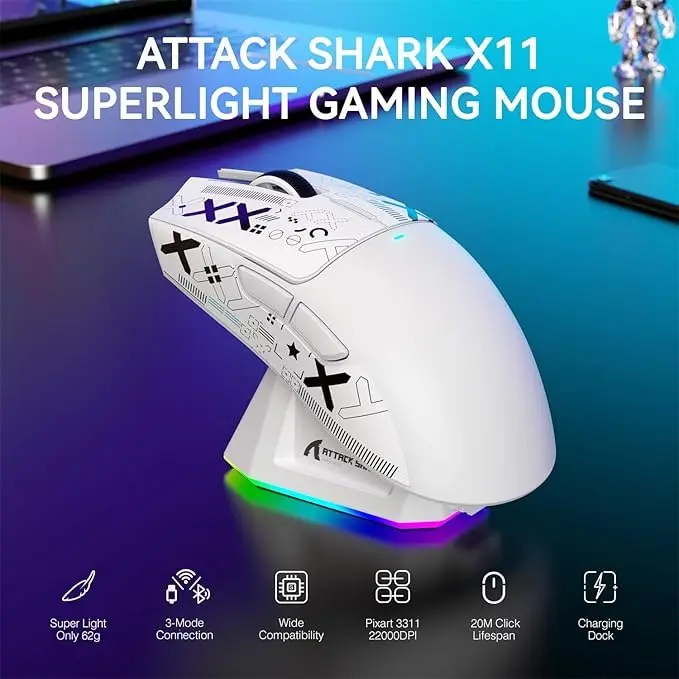 ATTACK SHARK X11
SUPERLIGHT GAMING MOUSE
XX
X
X
Super Light
Only 62g
3-Mode
Connection
Wide
Compatibility
Pixart 3311
22000DPI
20M Click
Lifespan
Charging
Dock